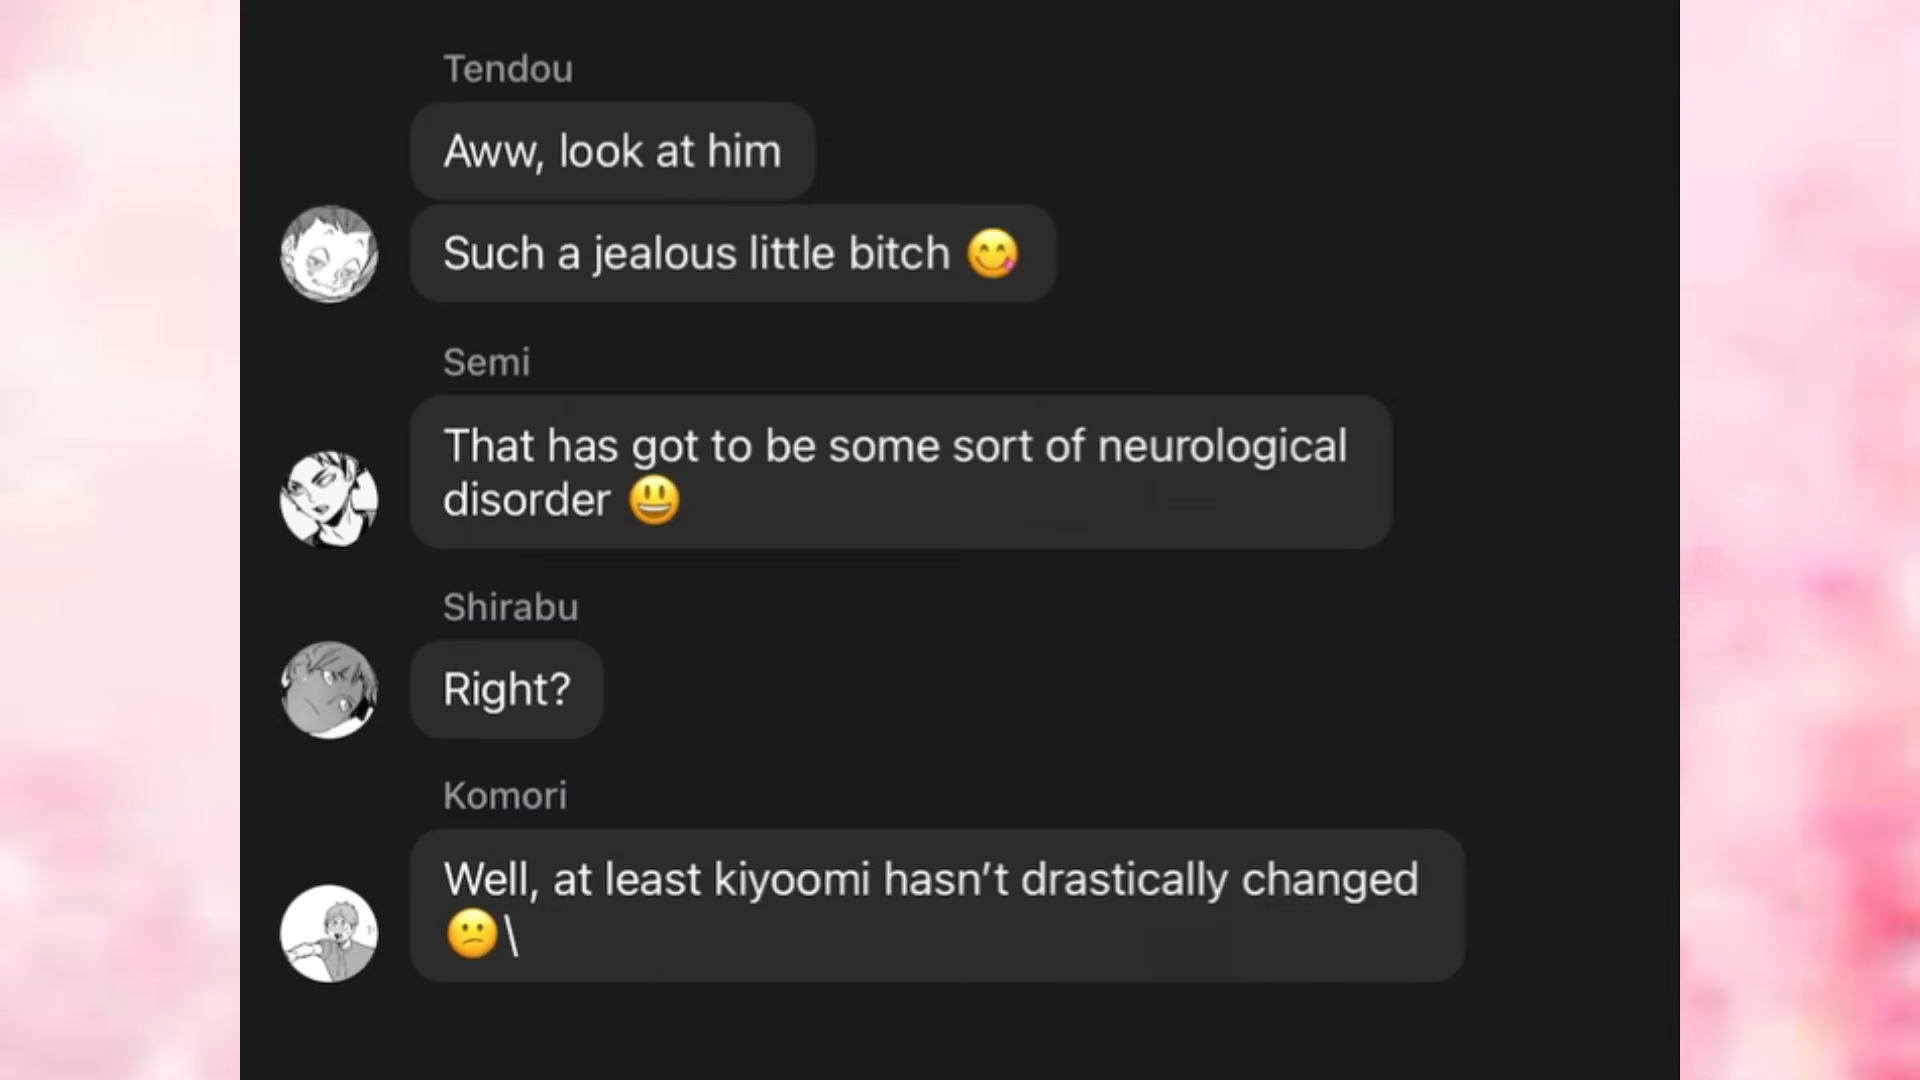 Tendou
Aww, look at him
Such a jealous little bitch 😋
Semi
That has got to be some sort of neurological
disorder 😃
Shirabu
Right?
Komori
Well, at least kiyoomi hasn’t drastically changed
😕\